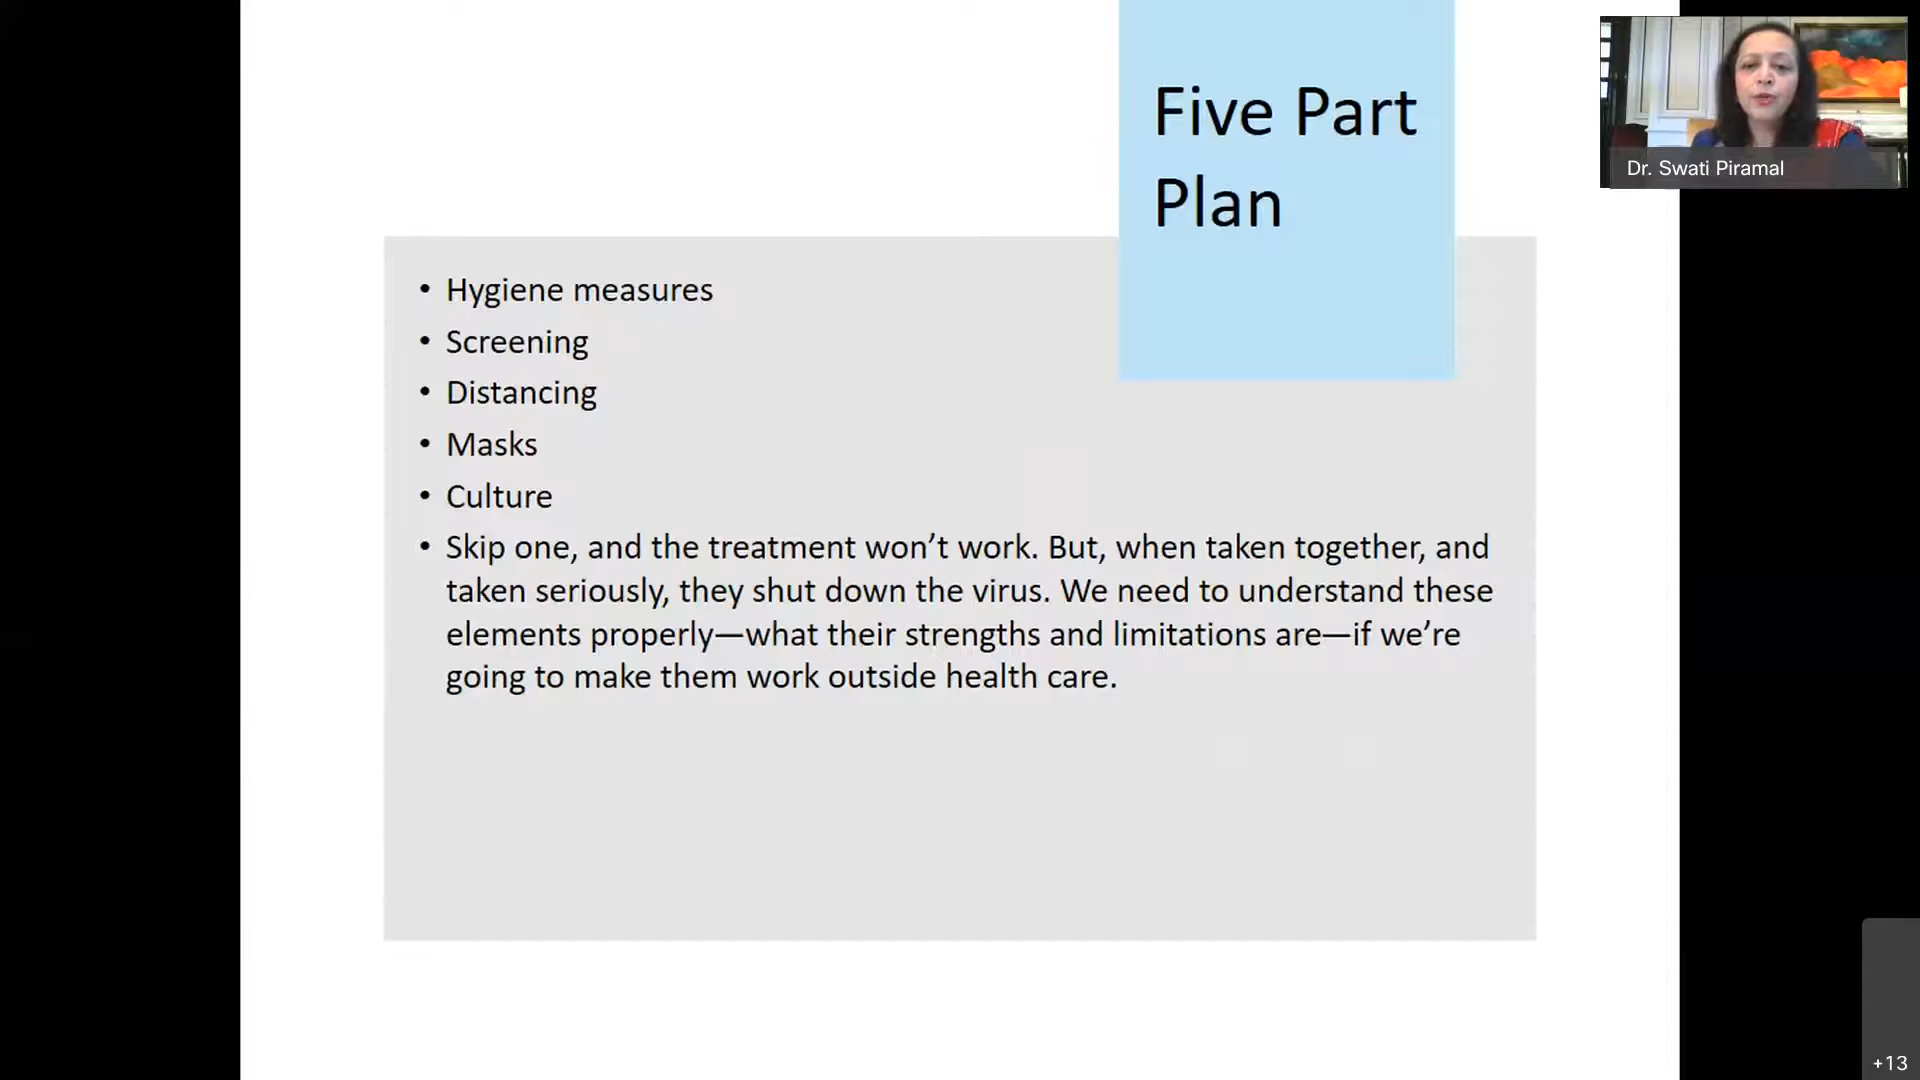 Five Part
Plan
Dr. Swati Piramal
• Hygiene measures
• Screening
• Distancing
• Masks
• Culture
• Skip one, and the treatment won’t work. But, when taken together, and
taken seriously, they shut down the virus. We need to understand these
elements properly—what their strengths and limitations are—if we’re
going to make them work outside health care.
+13